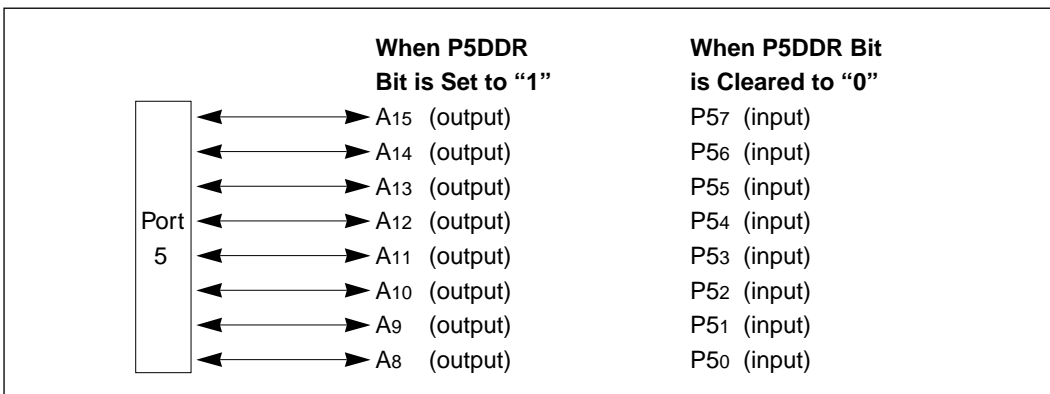 When P5DDR When P5DDR Bit
Bit is Set to “1” is Cleared to “0”
A15 (output) P57 (input)
A14 (output) P56 (input)
A13 (output) P55 (input)
Port A12 (output) P54 (input)
5 A11 (output) P53 (input)
A10 (output) P52 (input)
A9 (output) P51 (input)
A8 (output) P50 (input)